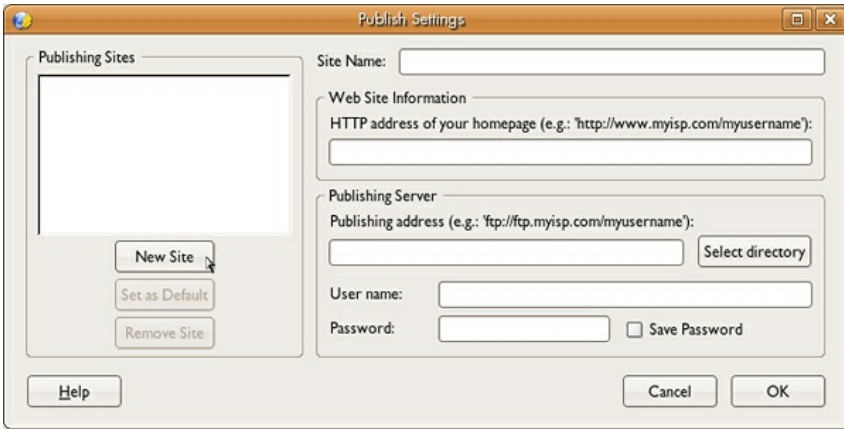 Publish Settings
Publishing Sites
New Site
Set as Default
Remove Site
Site Name:
Web Site Information
HTTP address of your homepage (e.g.: 'http://www.myisp.com/myusername'):
Publishing Server
Publishing address (e.g.: 'ftp://ftp.myisp.com/myusername'):
Select directory
User name:
Password:
Save Password
Help
Cancel
OK